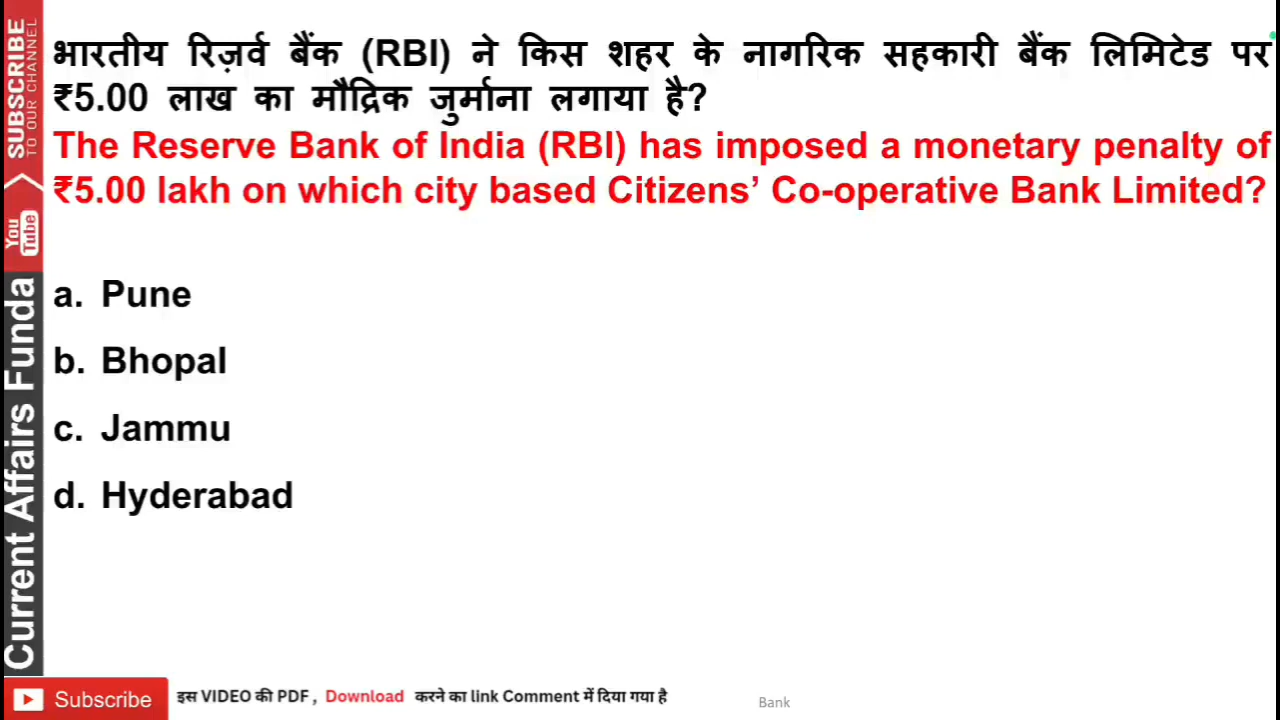 भारतीय रिज़र्व बैंक (RBI) ने किस शहर के नागरिक सहकारी बैंक लिमिटेड पर
₹5.00 लाख का मौद्रिक जुर्माना लगाया है?
The Reserve Bank of India (RBI) has imposed a monetary penalty of
₹5.00 lakh on which city based Citizens’ Co-operative Bank Limited?
a. Pune
b. Bhopal
c. Jammu
d. Hyderabad
SUBSCRIBE
TO OUR CHANNEL
You
Tube
Current Affairs Funda
Subscribe
इस VIDEO की PDF , Download करने का link Comment में दिया गया है
Bank